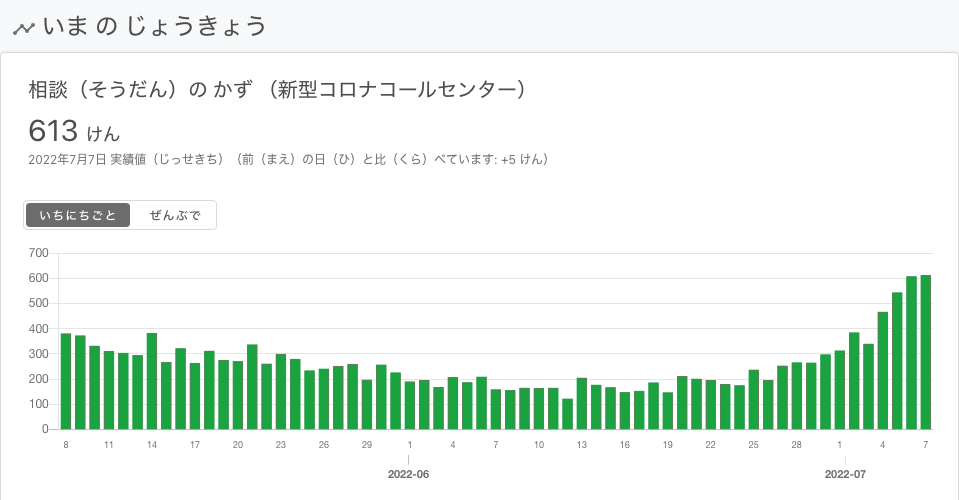 いまの じょうきょう
相談（そうだん）の かず （新型コロナコールセンター）
613 けん
2022年7月7日 実績値（じっせきち）（前（まえ）の日（ひ）と比（くら）べています: +5 けん）
いちにちごと ぜんぶで
700
600
500
400
300
200
100
0
8 11 14 17 20 23 26 29 1 4 7 10 13 16 19 22 25 28 1 4 7
2022-06 2022-07